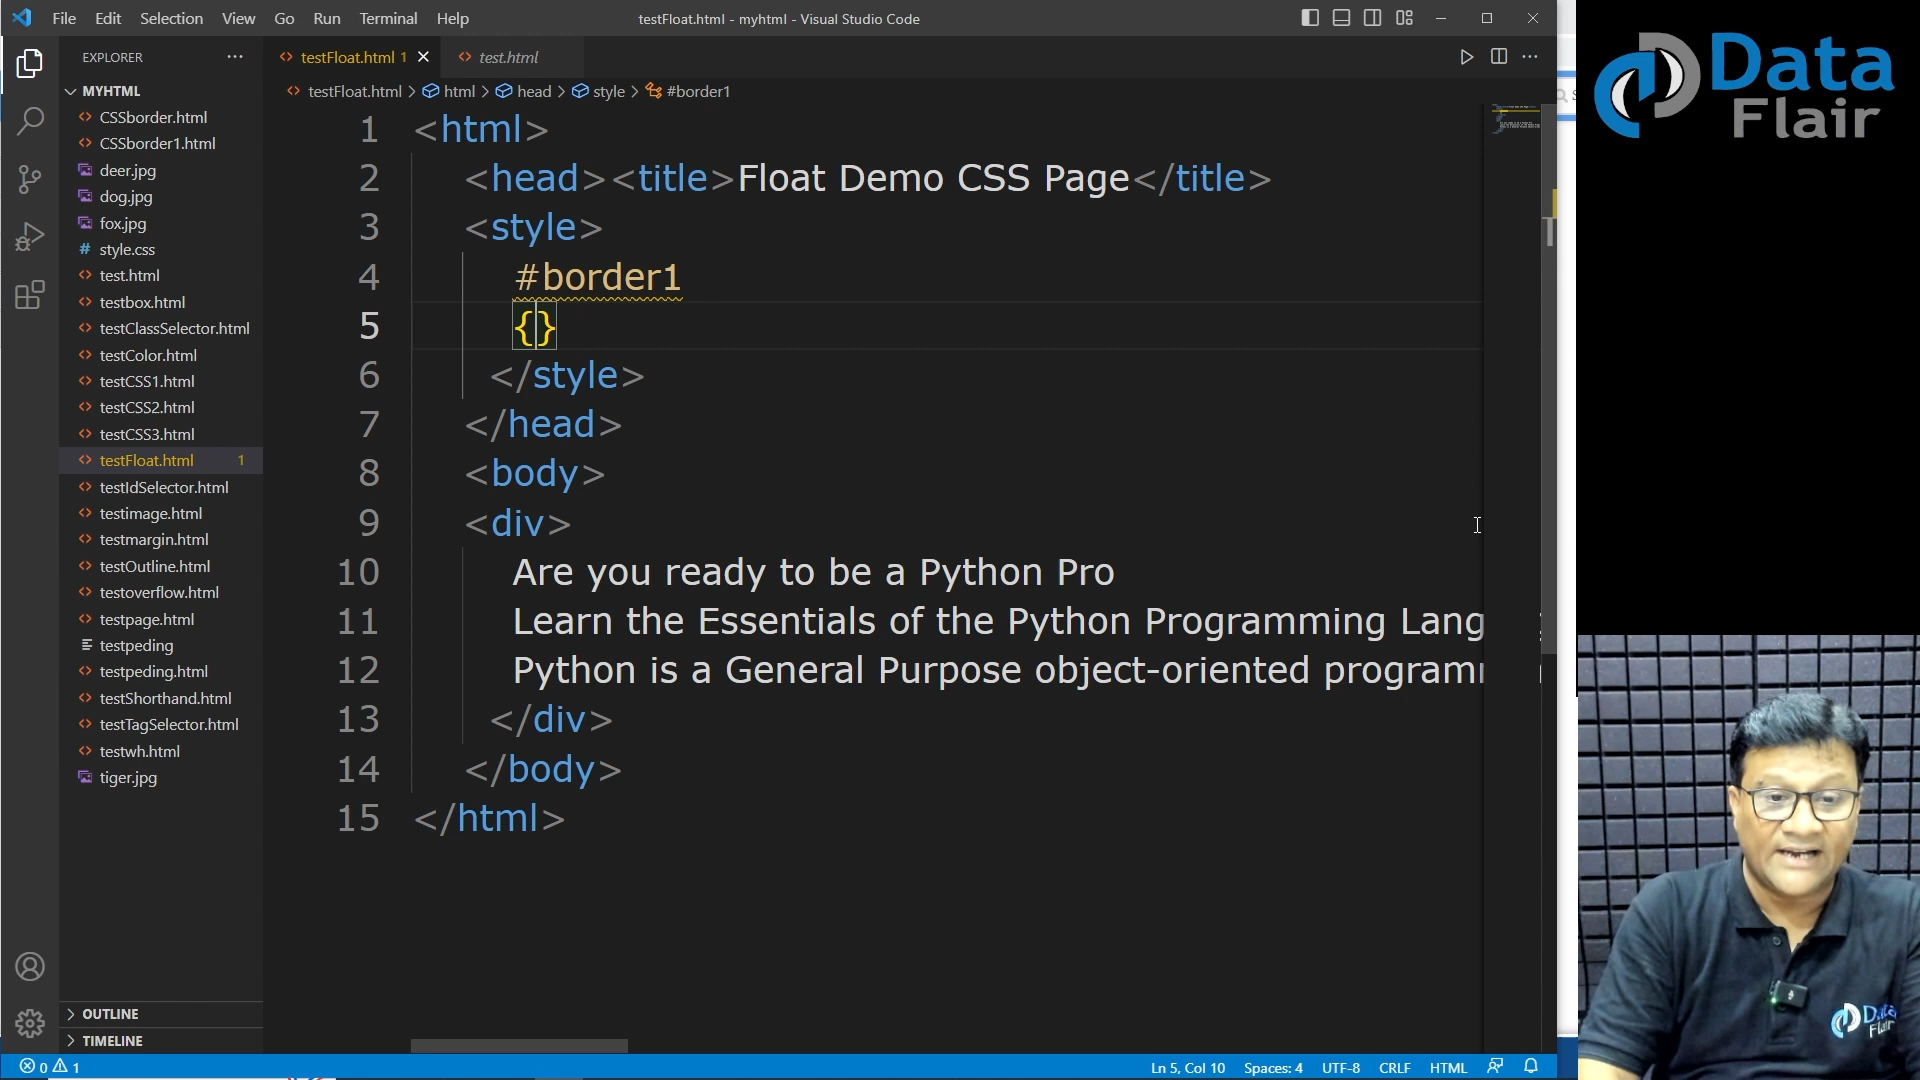 File Edit Selection View Go Run Terminal Help
testFloat.html - myhtml - Visual Studio Code
EXPLORER
testFloat.html 1
test.html
testFloat.html > html > head > style > #border1
MYHTML
CSSborder.html
CSSborder1.html
deer.jpg
dog.jpg
fox.jpg
style.css
test.html
testbox.html
testClassSelector.html
testColor.html
testCSS1.html
testCSS2.html
testCSS3.html
testFloat.html 1
testIdSelector.html
testimage.html
testmargin.html
testOutline.html
testoverflow.html
testpage.html
testpeding
testpeding.html
testShorthand.html
testTagSelector.html
testwh.html
tiger.jpg
OUTLINE
TIMELINE
1 <html>
2 <head><title>Float Demo CSS Page</title>
3 <style>
4 #border1
5 {}
6 </style>
7 </head>
8 <body>
9 <div>
10 Are you ready to be a Python Pro
11 Learn the Essentials of the Python Programming Lang
12 Python is a General Purpose object-oriented programm
13 </div>
14 </body>
15 </html>
0 1
Ln 5, Col 10 Spaces: 4 UTF-8 CRLF HTML
Data
Flair
Data
Flair